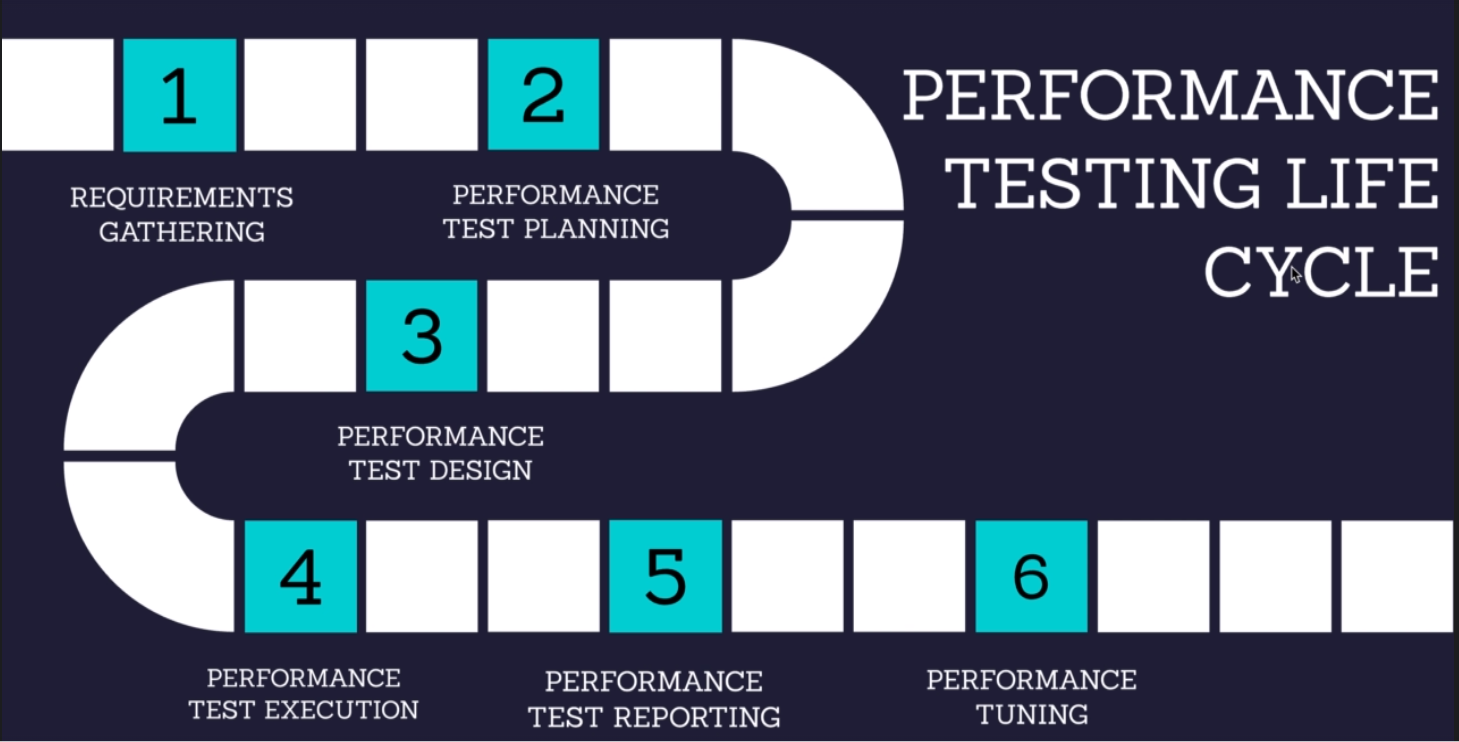 PERFORMANCE
TESTING LIFE
CYCLE
1
2
REQUIREMENTS
GATHERING
PERFORMANCE
TEST PLANNING
3
PERFORMANCE
TEST DESIGN
4
5
6
PERFORMANCE
TEST EXECUTION
PERFORMANCE
TEST REPORTING
PERFORMANCE
TUNING